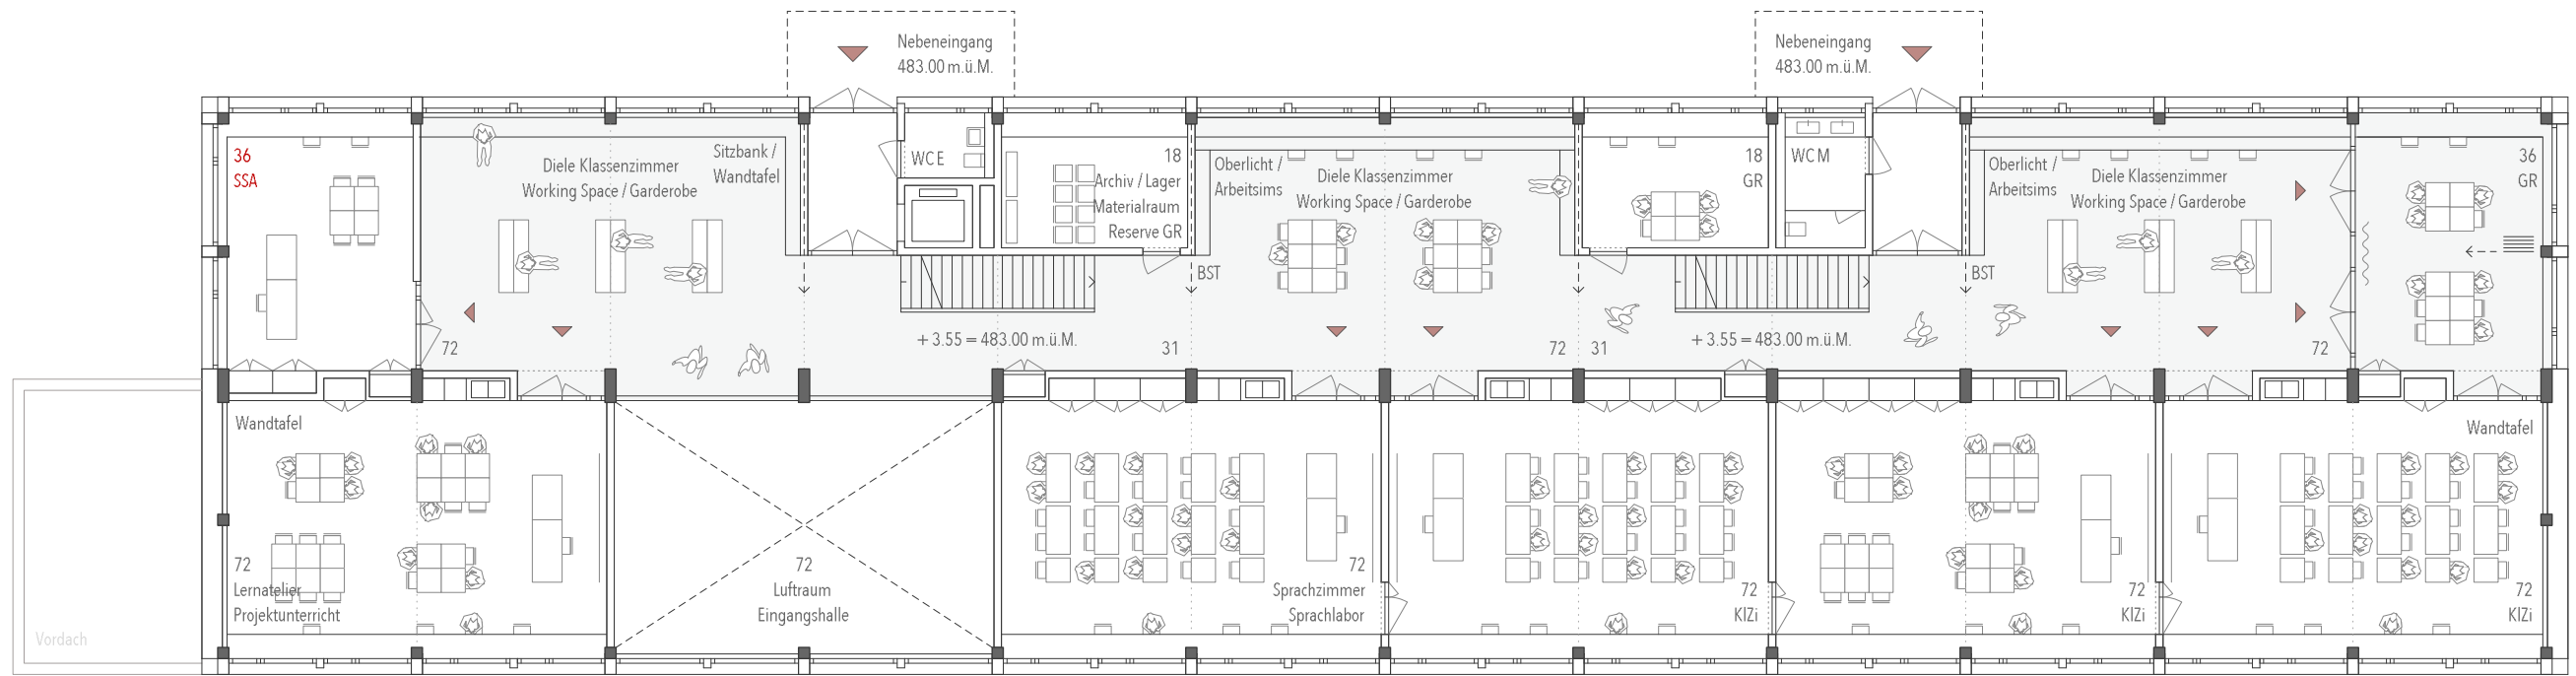 Nebeneingang
483.00 m.ü.M.
Nebeneingang
483.00 m.ü.M.
36
SSA
Diele Klassenzimmer
Working Space / Garderobe
Sitzbank /
Wandtafel
WC E
18
Archiv / Lager
Materialraum
Reserve GR
Oberlicht /
Arbeitsims
Diele Klassenzimmer
Working Space / Garderobe
18
GR
WC M
Oberlicht /
Arbeitsims
Diele Klassenzimmer
Working Space / Garderobe
36
GR
BST
BST
72
+ 3.55 = 483.00 m.ü.M.
31
72
31
+ 3.55 = 483.00 m.ü.M.
72
Wandtafel
Wandtafel
72
Lernatelier
Projektunterricht
72
Luftraum
Eingangshalle
72
Sprachzimmer
Sprachlabor
72
KlZi
72
KlZi
72
KlZi
Vordach